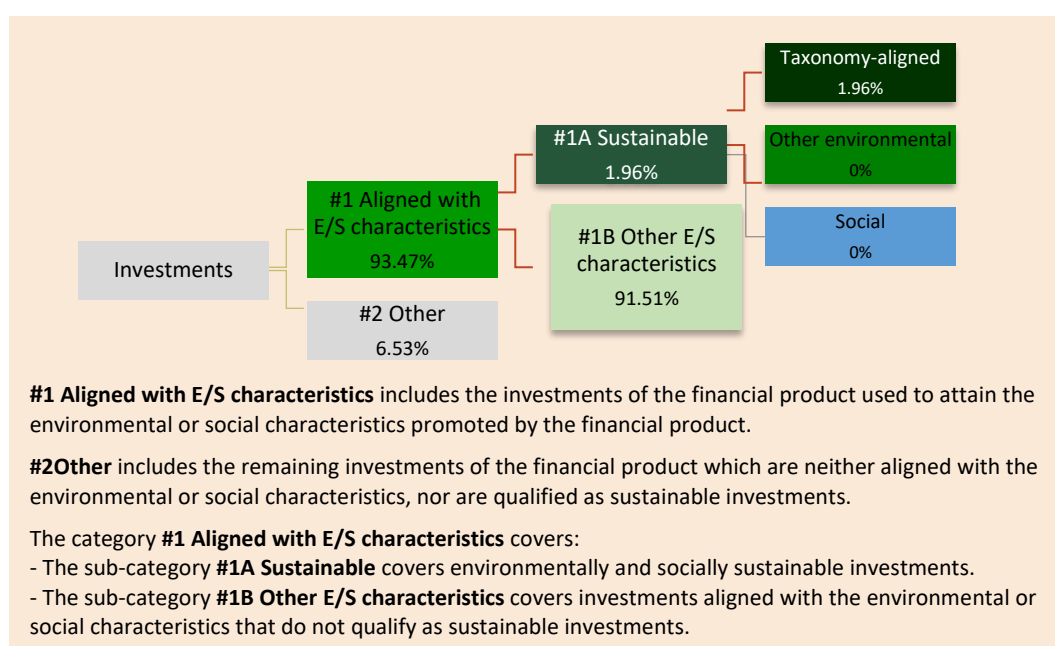 Taxonomy-aligned
1.96%
#1A Sustainable
1.96%
Other environmental
0%
#1 Aligned with
E/S characteristics
93.47%
#1B Other E/S
characteristics
91.51%
Social
0%
Investments
#2 Other
6.53%
#1 Aligned with E/S characteristics includes the investments of the financial product used to attain the
environmental or social characteristics promoted by the financial product.
#2Other includes the remaining investments of the financial product which are neither aligned with the
environmental or social characteristics, nor are qualified as sustainable investments.
The category #1 Aligned with E/S characteristics covers:
- The sub-category #1A Sustainable covers environmentally and socially sustainable investments.
- The sub-category #1B Other E/S characteristics covers investments aligned with the environmental or
social characteristics that do not qualify as sustainable investments.